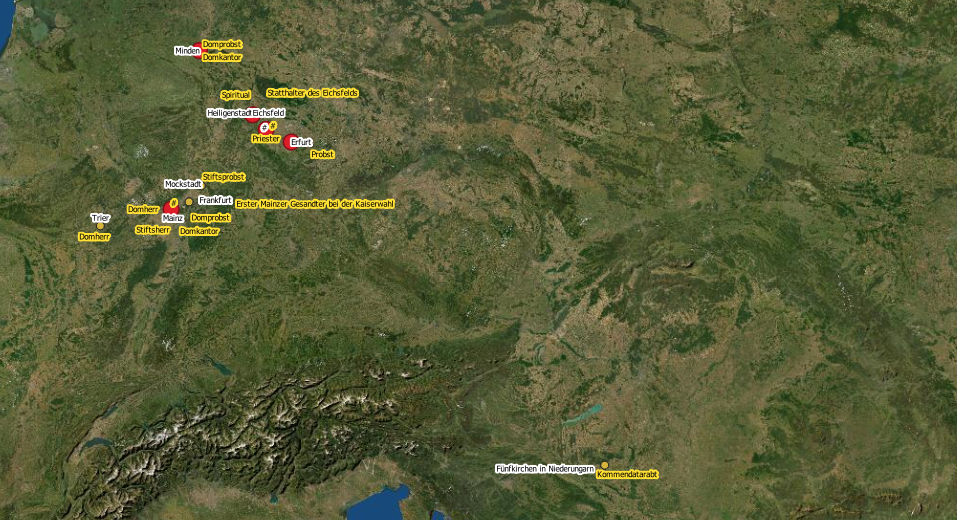 Domprobst
Minden
Domkantor
Spiritual
Statthalter des Eichsfelds
Heiligenstadt
Eichsfeld
#
#
Priester
Erfurt
Probst
Stiftsprobst
Mockstadt
#
Frankfurt
Erster Mainzer Gesandter bei der Kaiserwahl
Domherr
Mainz
Domprobst
Trier
Stiftsherr
Domkantor
Domherr
Fünfkirchen in Niederungarn
Kommendatarabt